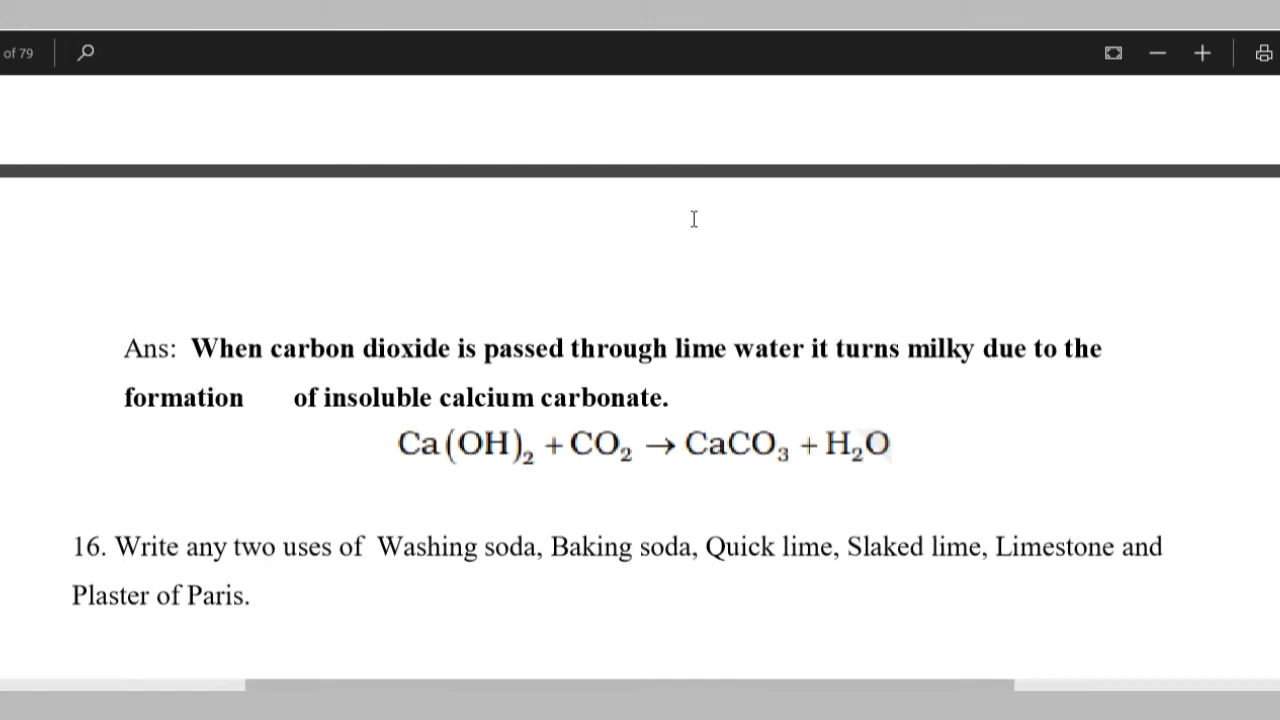 of 79
Ans: When carbon dioxide is passed through lime water it turns milky due to the
formation of insoluble calcium carbonate.
Ca(OH)₂ + CO₂ → CaCO₃ + H₂O
16. Write any two uses of Washing soda, Baking soda, Quick lime, Slaked lime, Limestone and
Plaster of Paris.